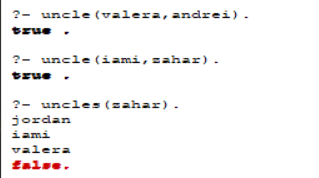 ?- uncle(valera,andrei).
true .
?- uncle(iami,zahar).
true .
?- uncles(zahar).
jordan
iami
valera
false.